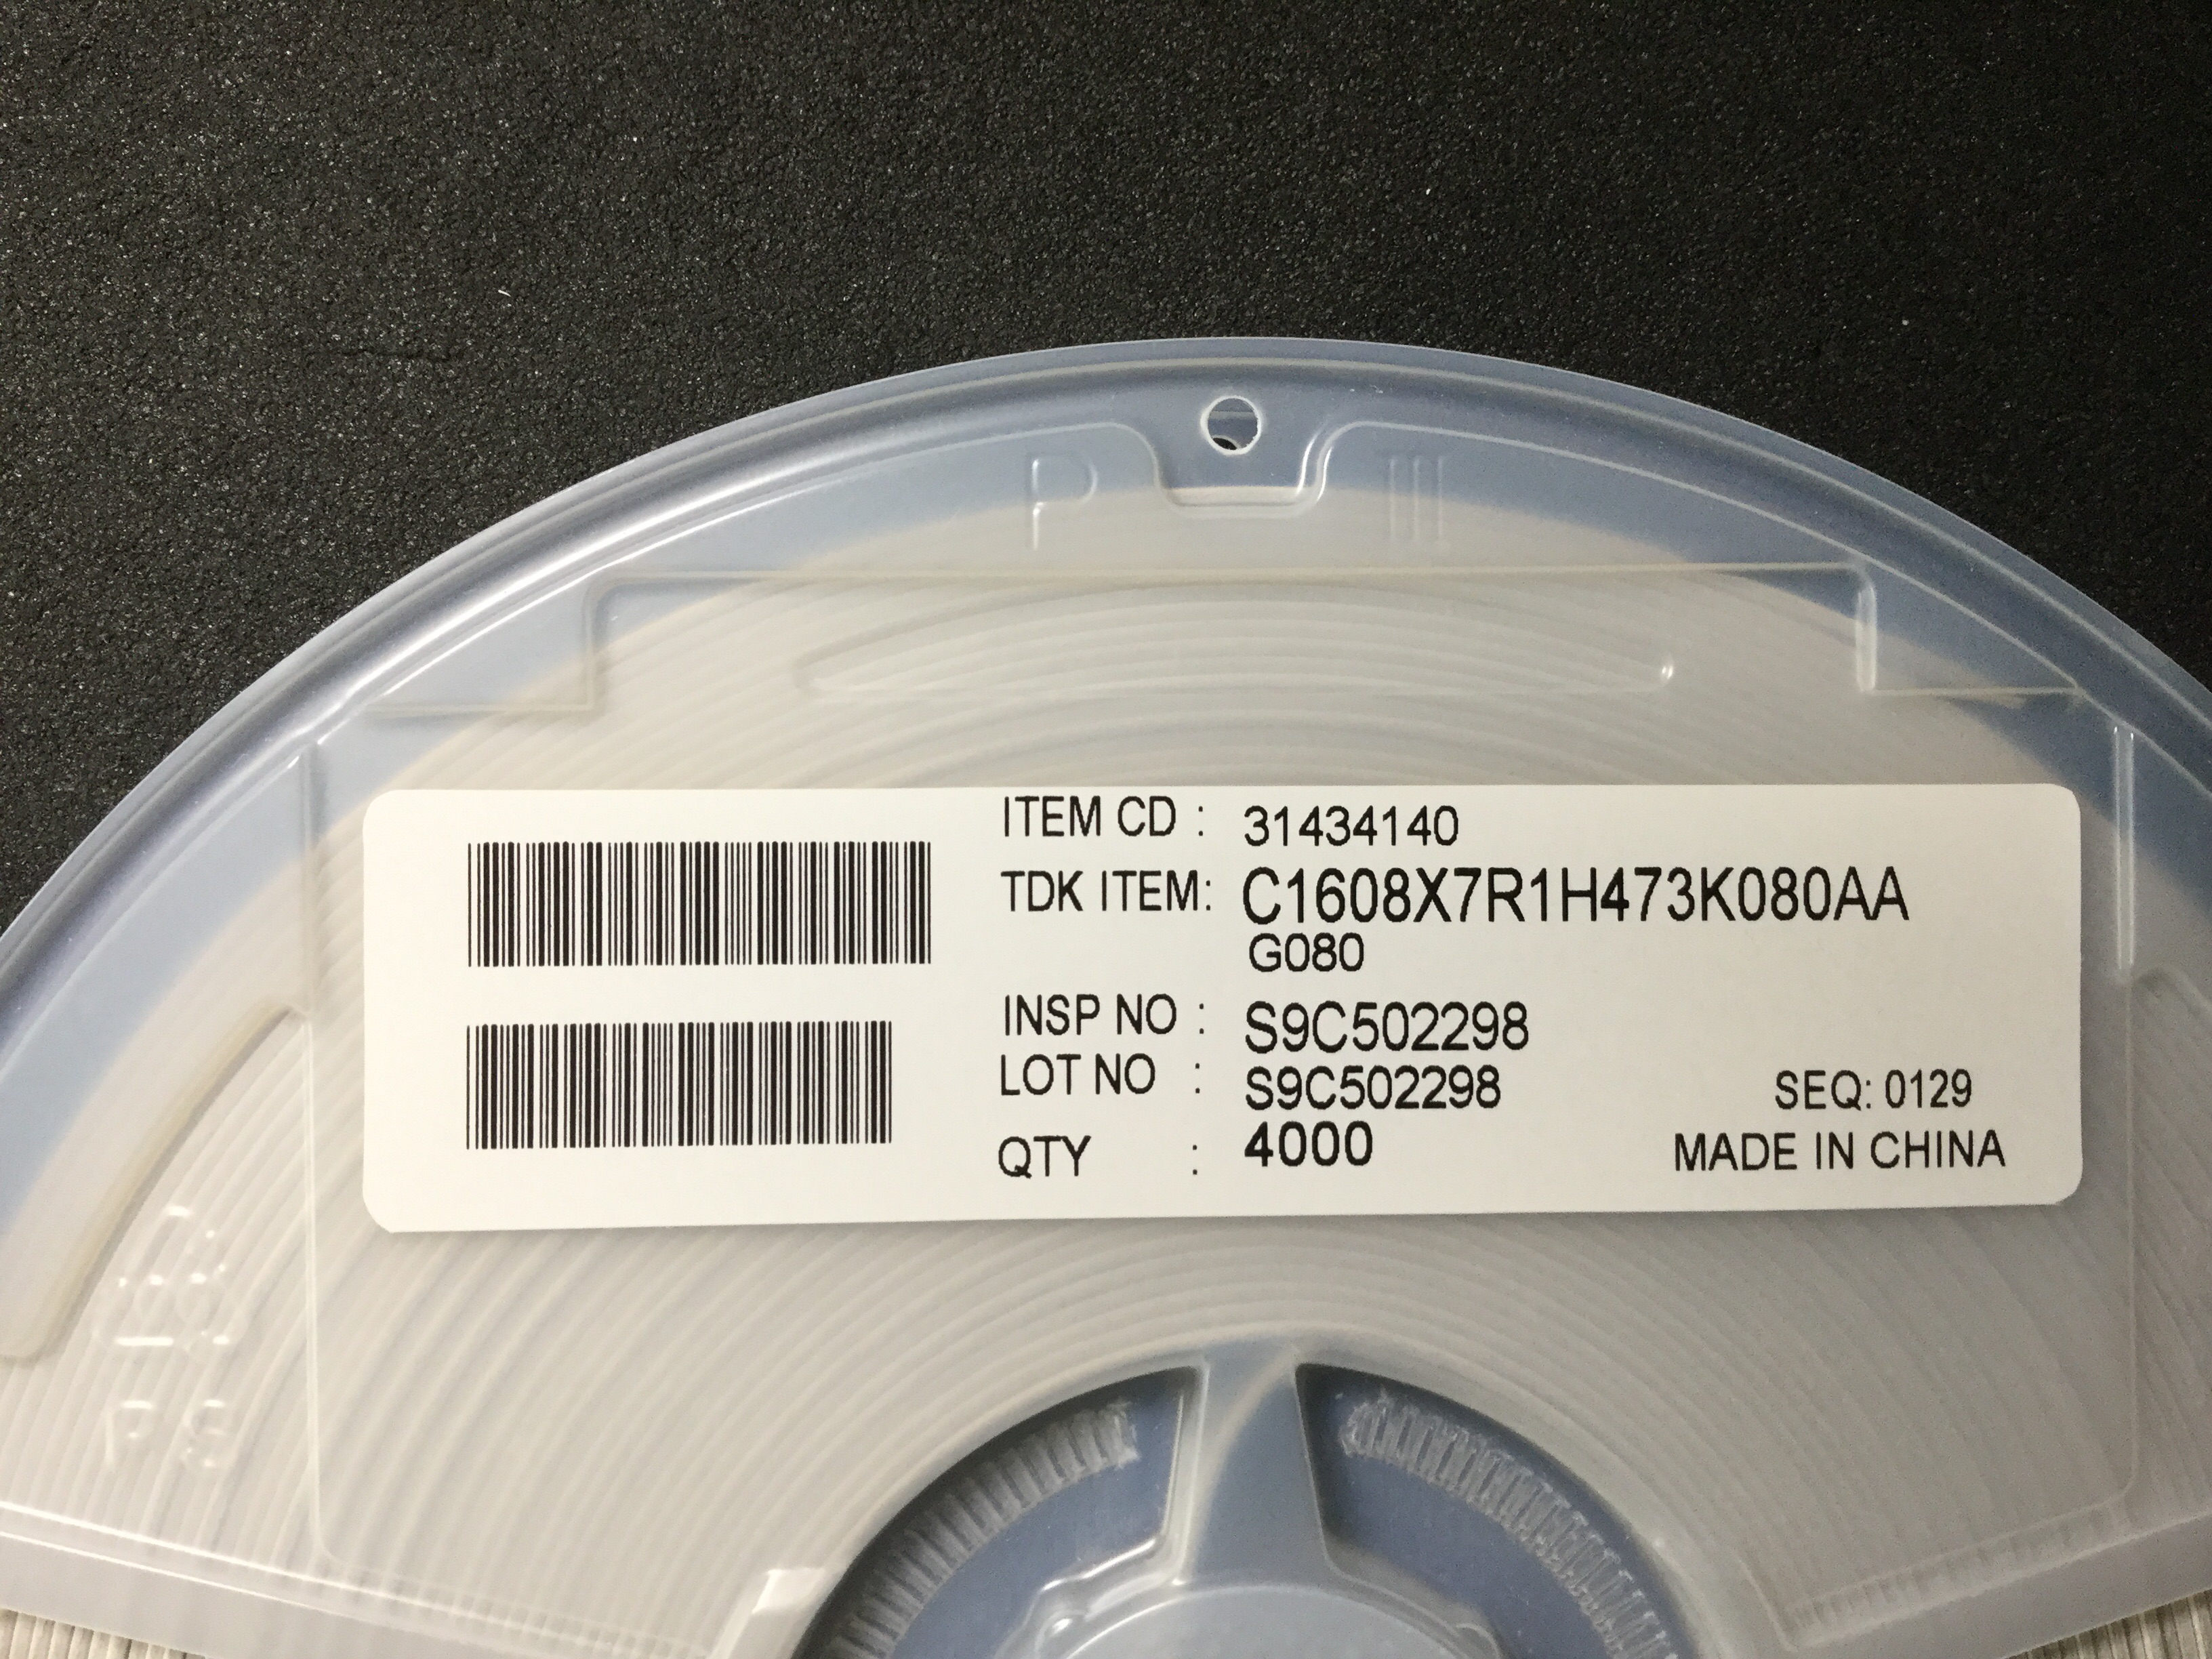 P
ITEM CD : 31434140
TDK ITEM: C1608X7R1H473K080AA
G080
INSP NO : S9C502298
LOT NO : S9C502298
SEQ: 0129
QTY : 4000
MADE IN CHINA
PS